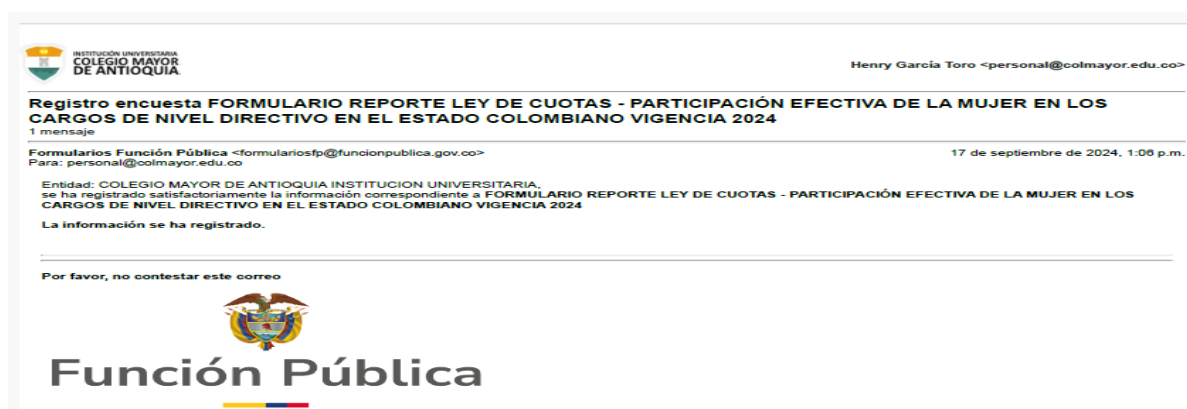 INSTITUCIÓN UNIVERSITARIA
COLEGIO MAYOR
DE ANTIOQUIA
Henry García Toro <personal@colmayor.edu.co>
Registro encuesta FORMULARIO REPORTE LEY DE CUOTAS - PARTICIPACIÓN EFECTIVA DE LA MUJER EN LOS
CARGOS DE NIVEL DIRECTIVO EN EL ESTADO COLOMBIANO VIGENCIA 2024
1 mensaje
Formularios Función Pública <formulariosfp@funcionpublica.gov.co>
17 de septiembre de 2024, 1:06 p.m.
Para: personal@colmayor.edu.co
Entidad: COLEGIO MAYOR DE ANTIOQUIA INSTITUCION UNIVERSITARIA,
se ha registrado satisfactoriamente la información correspondiente a FORMULARIO REPORTE LEY DE CUOTAS - PARTICIPACIÓN EFECTIVA DE LA MUJER EN LOS
CARGOS DE NIVEL DIRECTIVO EN EL ESTADO COLOMBIANO VIGENCIA 2024
La información se ha registrado.
Por favor, no contestar este correo
Función Pública